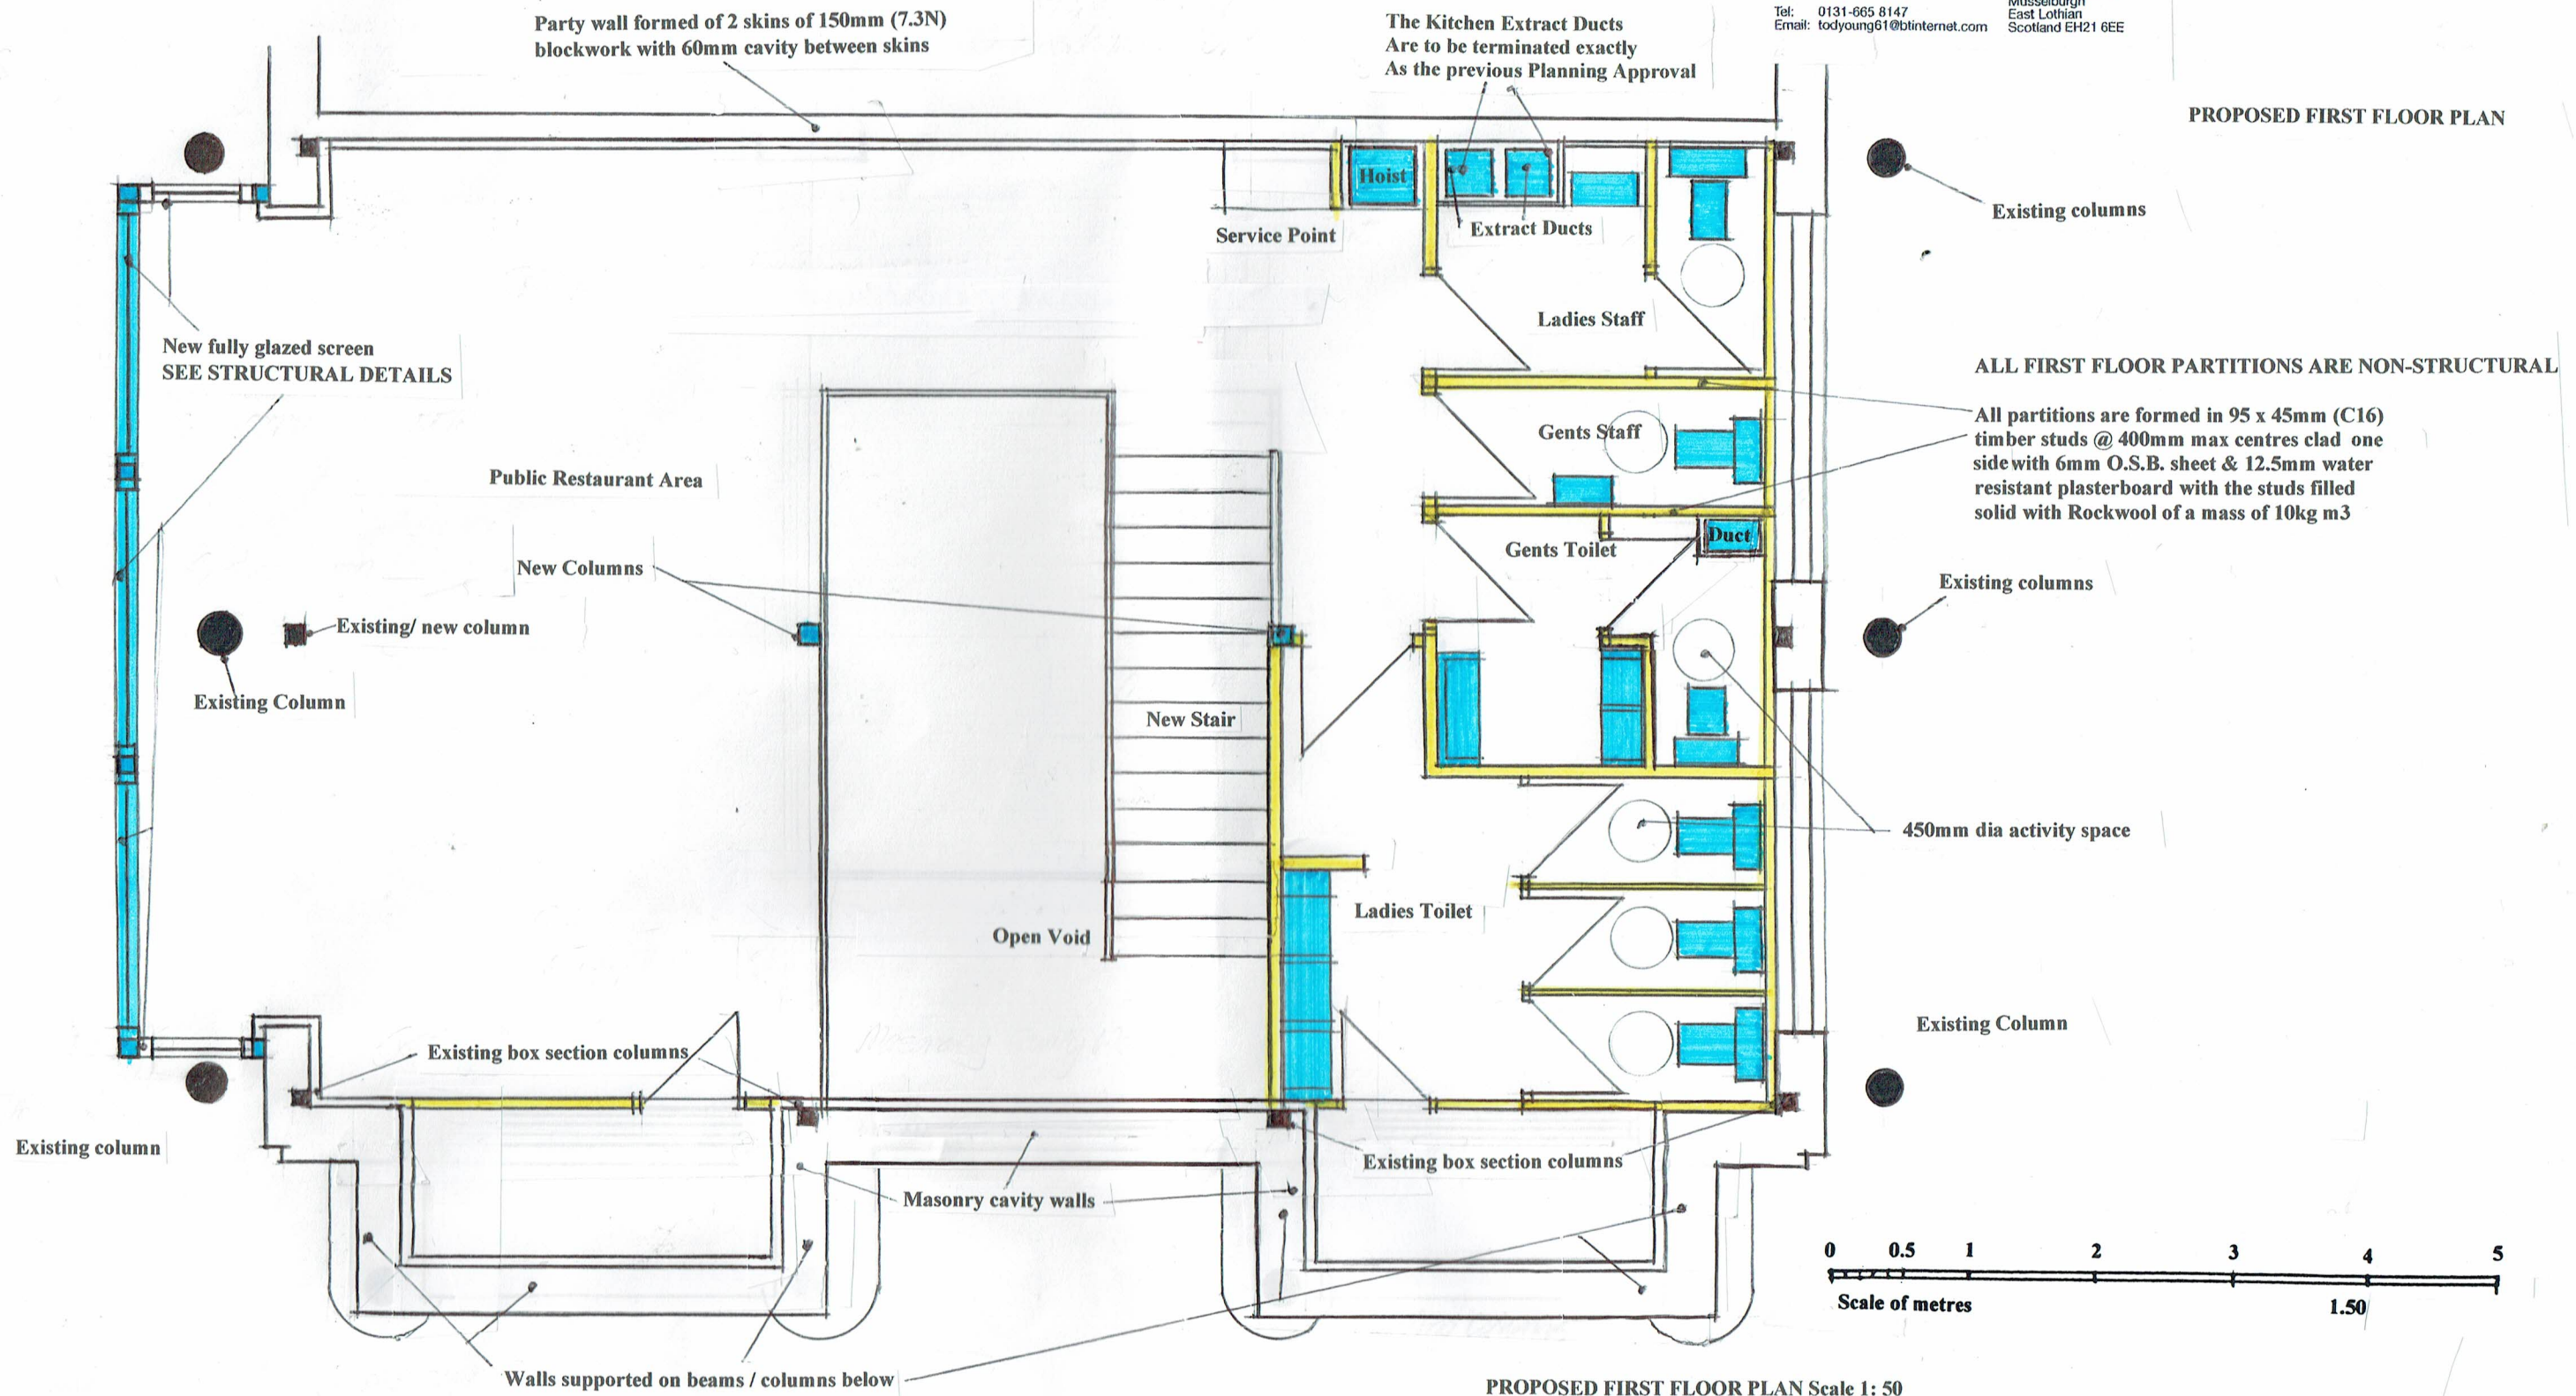 Party wall formed of 2 skins of 150mm (7.3N)
blockwork with 60mm cavity between skins
The Kitchen Extract Ducts
Are to be terminated exactly
As the previous Planning Approval
Tel: 0131-665 8147
Email: todyoung61@btinternet.com
Musselburgh
East Lothian
Scotland EH21 6EE
PROPOSED FIRST FLOOR PLAN
Hoist
Service Point
Extract Ducts
Existing columns
Ladies Staff
New fully glazed screen
SEE STRUCTURAL DETAILS
ALL FIRST FLOOR PARTITIONS ARE NON-STRUCTURAL
All partitions are formed in 95 x 45mm (C16)
timber studs @ 400mm max centres clad one
side with 6mm O.S.B. sheet & 12.5mm water
resistant plasterboard with the studs filled
solid with Rockwool of a mass of 10kg m3
Gents Staff
Public Restaurant Area
Duct
Gents Toilet
New Columns
Existing columns
Existing/ new column
Existing Column
New Stair
450mm dia activity space
Ladies Toilet
Open Void
Existing Column
Existing box section columns
Existing column
Existing box section columns
Masonry cavity walls
0 0.5 1 2 3 4 5
Scale of metres
1.50
Walls supported on beams / columns below
PROPOSED FIRST FLOOR PLAN Scale 1: 50